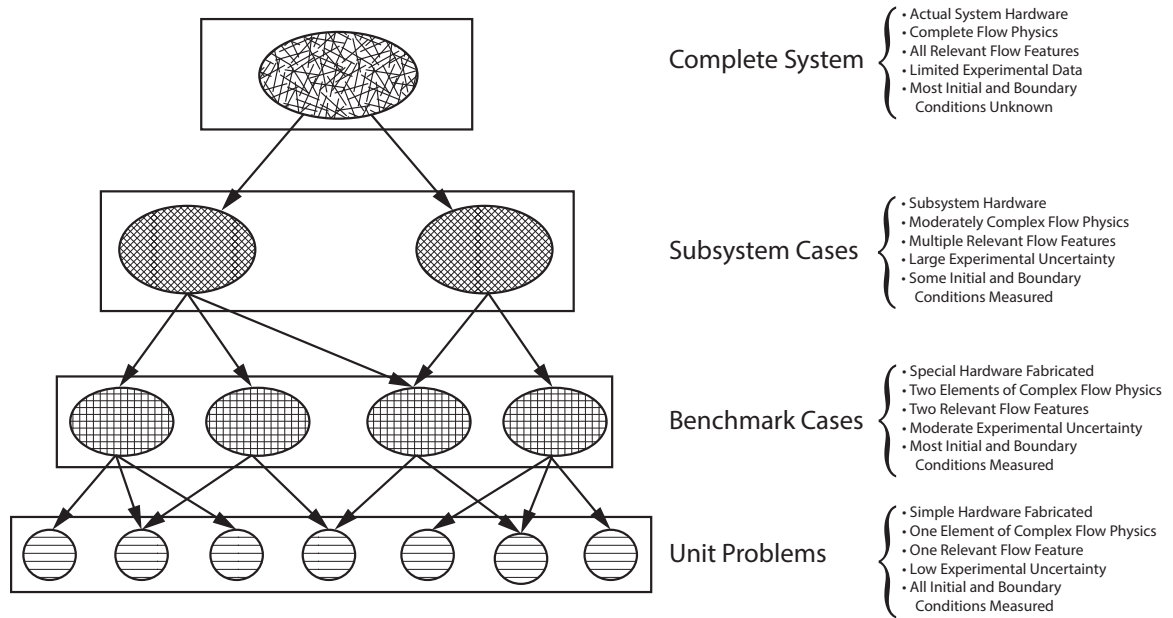 Complete System
• Actual System Hardware
• Complete Flow Physics
• All Relevant Flow Features
• Limited Experimental Data
• Most Initial and Boundary
Conditions Unknown
Subsystem Cases
• Subsystem Hardware
• Moderately Complex Flow Physics
• Multiple Relevant Flow Features
• Large Experimental Uncertainty
• Some Initial and Boundary
Conditions Measured
Benchmark Cases
• Special Hardware Fabricated
• Two Elements of Complex Flow Physics
• Two Relevant Flow Features
• Moderate Experimental Uncertainty
• Most Initial and Boundary
Conditions Measured
Unit Problems
• Simple Hardware Fabricated
• One Element of Complex Flow Physics
• One Relevant Flow Feature
• Low Experimental Uncertainty
• All Initial and Boundary
Conditions Measured